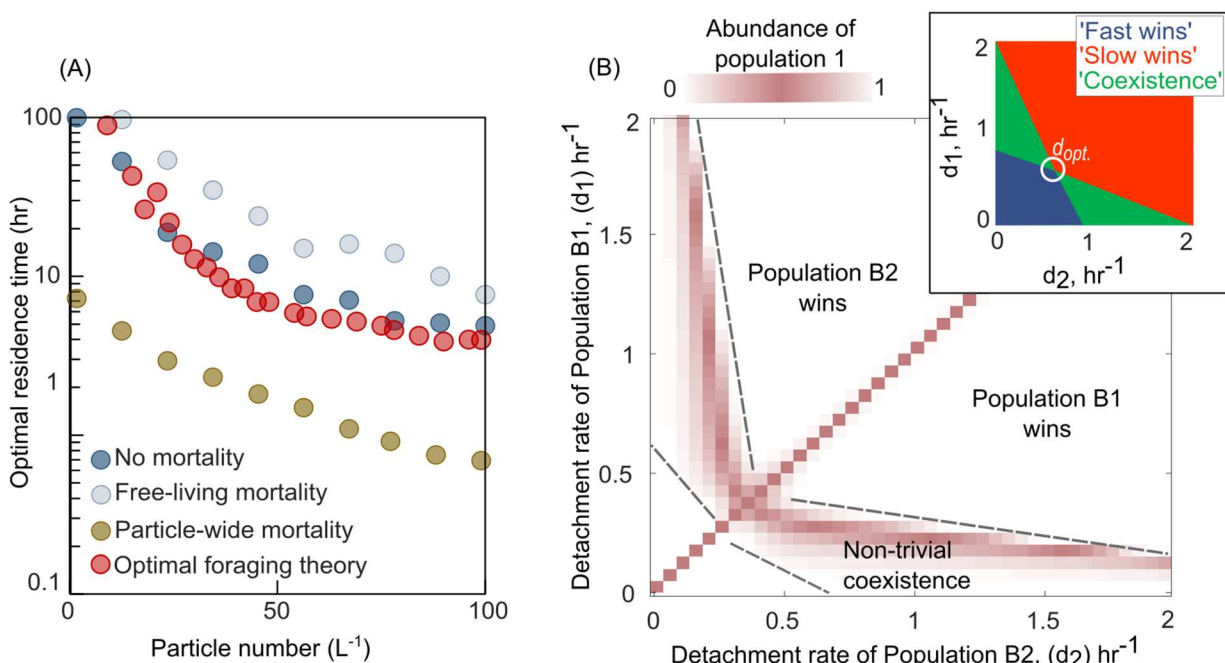 (A)
Optimal residence time (hr)
100
10
1
0.1
No mortality
Free-living mortality
Particle-wide mortality
Optimal foraging theory
0
50
100
Particle number (L-1)
(B)
Abundance of
population 1
0
1
Detachment rate of Population B1, (d1) hr-1
2
1.5
1
0.5
0
Population B2
wins
Population B1
wins
Non-trivial
coexistence
0
0.5
1
1.5
2
Detachment rate of Population B2, (d2) hr-1
'Fast wins'
'Slow wins'
'Coexistence'
d1, hr-1
2
1
0
dopt.
0
1
2
d2, hr-1